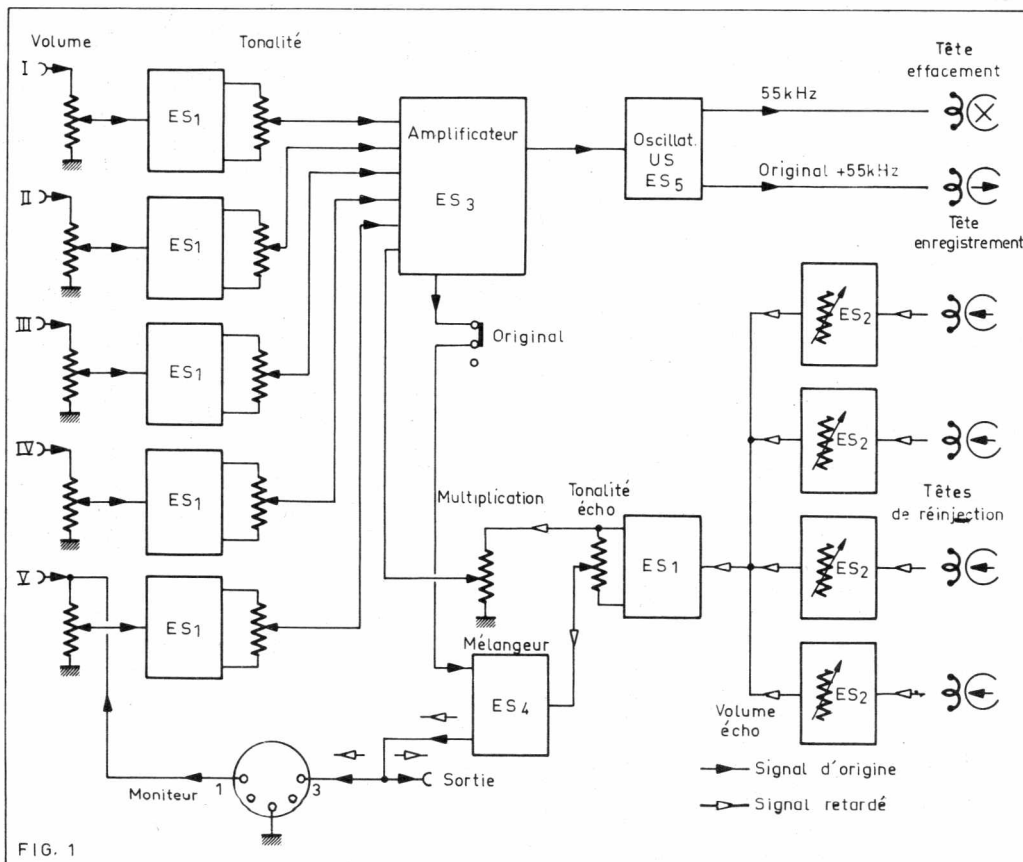 Volume
Tonalité
I
ES1
II
ES1
III
ES1
IV
ES1
V
ES1
Amplificateur
ES3
Original
55kHz
Oscillat.
US
ES5
Original +55kHz
Tête
effacement
Tête
enregistrement
ES2
ES2
ES2
ES2
Têtes
de réinjection
Volume
écho
Multiplication
Tonalité
écho
ES1
Mélangeur
ES4
Sortie
Moniteur
1
3
Signal d'origine
Signal retardé
FIG. 1